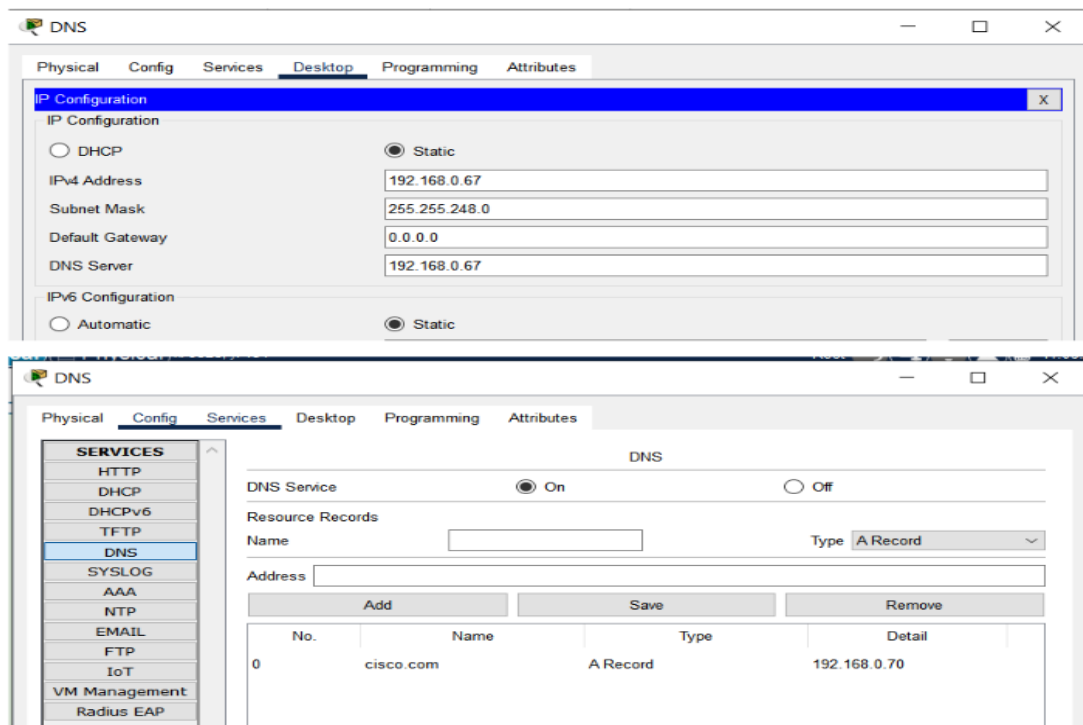 DNS
Physical Config Services Desktop Programming Attributes
IP Configuration X
IP Configuration
DHCP Static
IPv4 Address 192.168.0.67
Subnet Mask 255.255.248.0
Default Gateway 0.0.0.0
DNS Server 192.168.0.67
IPv6 Configuration
Automatic Static
DNS
Physical Config Services Desktop Programming Attributes
SERVICES
HTTP
DHCP
DHCPv6
TFTP
DNS
SYSLOG
AAA
NTP
EMAIL
FTP
IoT
VM Management
Radius EAP
DNS
DNS Service On Off
Resource Records
Name Type A Record
Address
Add Save Remove
No. Name Type Detail
0 cisco.com A Record 192.168.0.70